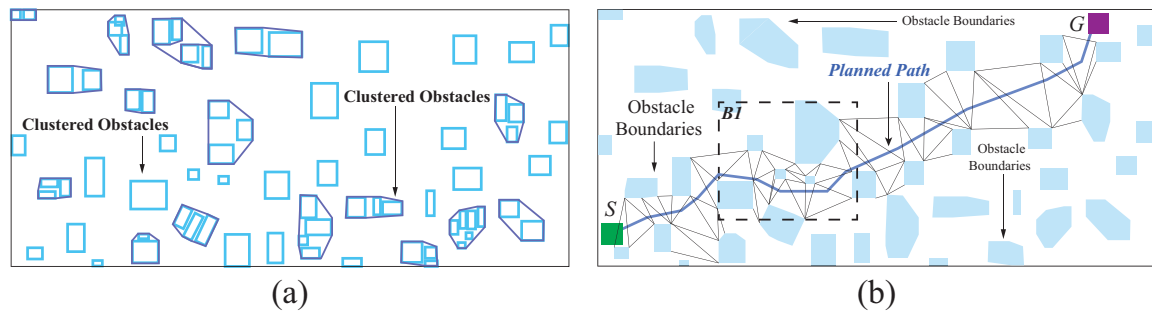 Clustered Obstacles
Clustered Obstacles
(a)
Obstacle Boundaries
G
Planned Path
Obstacle
Boundaries
B1
Obstacle
Boundaries
S
(b)